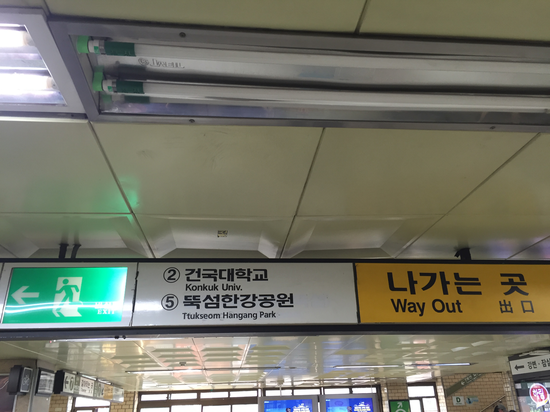 ② 건국대학교
Konkuk Univ.
⑤ 뚝섬한강공원
Ttukseom Hangang Park
나가는 곳
Way Out 出口
EXIT